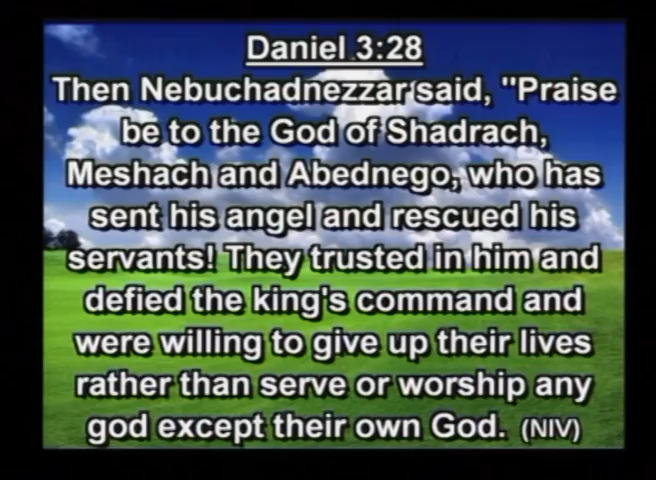 Daniel 3:28
Then Nebuchadnezzar said, "Praise
be to the God of Shadrach,
Meshach and Abednego, who has
sent his angel and rescued his
servants! They trusted in him and
defied the king's command and
were willing to give up their lives
rather than serve or worship any
god except their own God. (NIV)